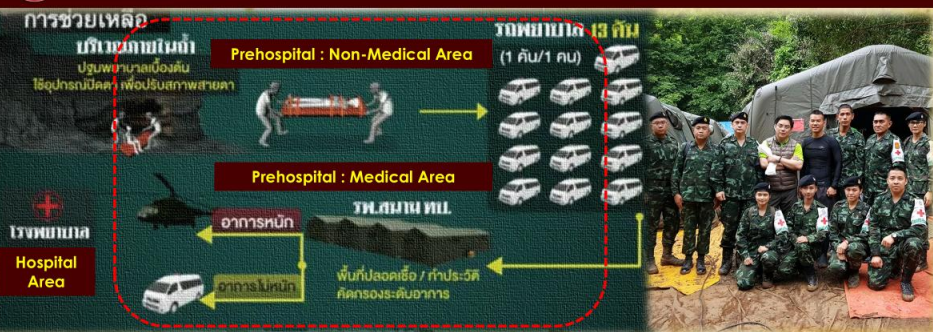 การช่วยเหลือ
บริเวณภายในถ้ำ
ปฐมพยาบาลเบื้องต้น
ใช้อุปกรณ์ปิดตา เพื่อปรับสภาพสายตา
Prehospital : Non-Medical Area
รถพยาบาล 13 คัน
(1 คัน/1 คน)
Prehospital : Medical Area
รพ.สนาม ทบ.
อาการหนัก
โรงพยาบาล
Hospital
Area
อาการไม่หนัก
พื้นที่ปลอดเชื้อ / ทำประวัติ
คัดกรองระดับอาการ